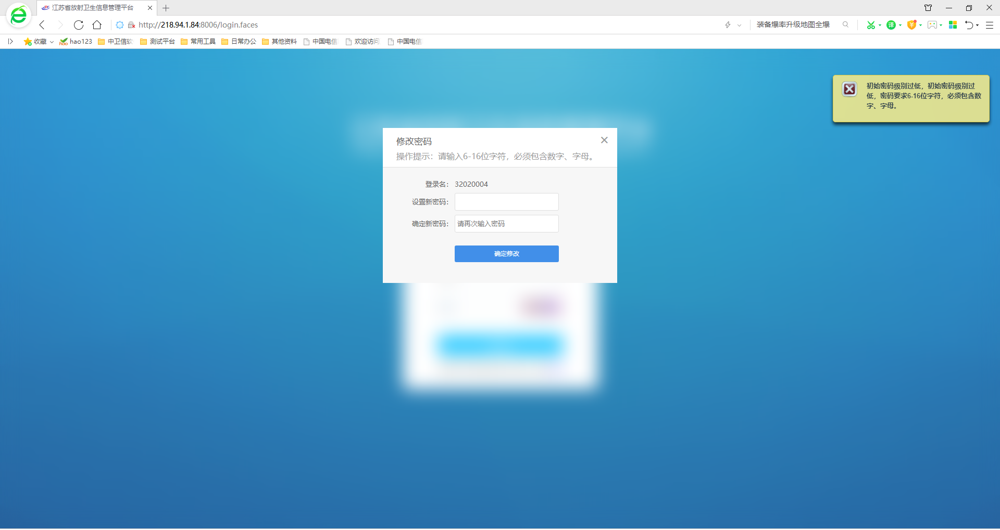 江苏省放射卫生信息管理平台
http://218.94.1.84:8006/login.faces
装备爆率升级地图全爆
译
收藏
hao123
中卫信软
测试平台
常用工具
日常办公
其他资料
中国电信
欢迎访问
中国电信
初始密码级别过低，初始密码级别过
低，密码要求6-16位字符，必须包含数
字、字母。
修改密码
操作提示：请输入6-16位字符，必须包含数字、字母。
登录名：
32020004
设置新密码：
确定新密码：
请再次输入密码
确定修改